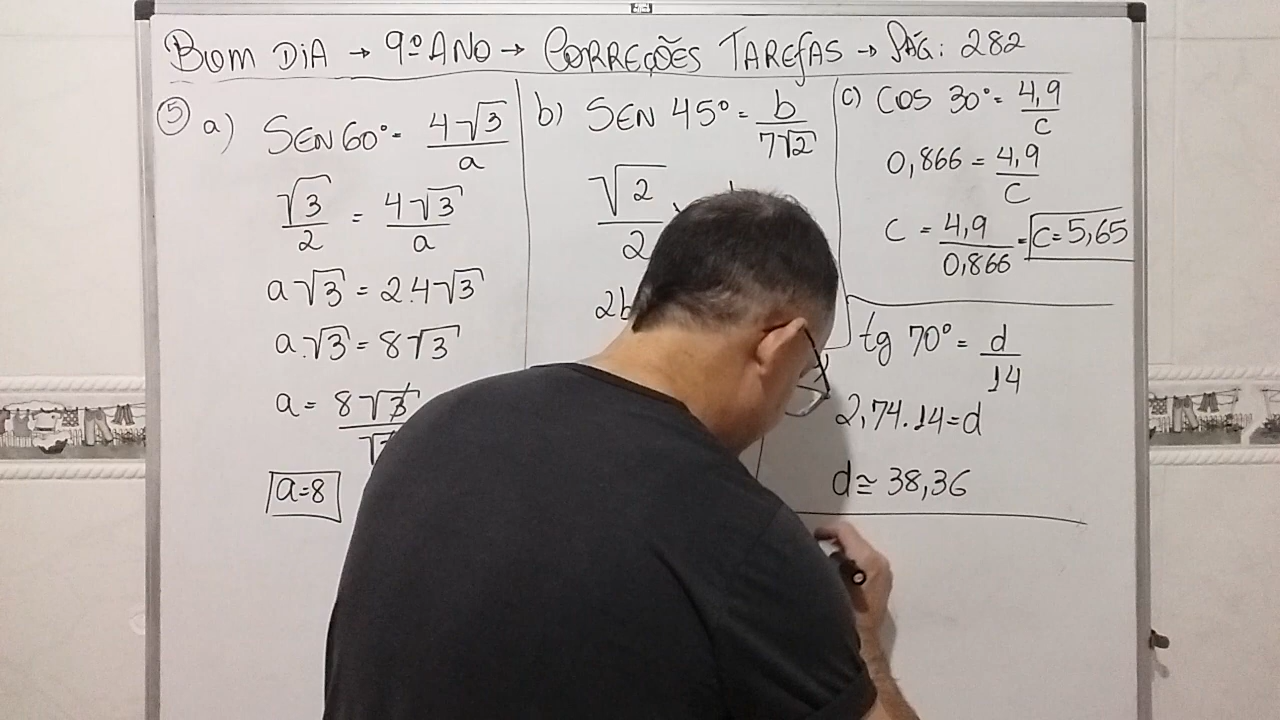 BOM DIA → 9º ANO → CORREÇÕES TAREFAS → PÁG: 282
5 a) SEN 60° = 4√3/a
√3/2 = 4√3/a
a√3 = 2.4√3
a.√3 = 8√3
a = 8√3/√
a=8
b) SEN 45° = b/7√2
√2/2
2b
c) COS 30° = 4,9/C
0,866 = 4,9/C
C = 4,9/0,866 = C=5,65
tg 70° = d/14
2,74.14=d
d≅38,36